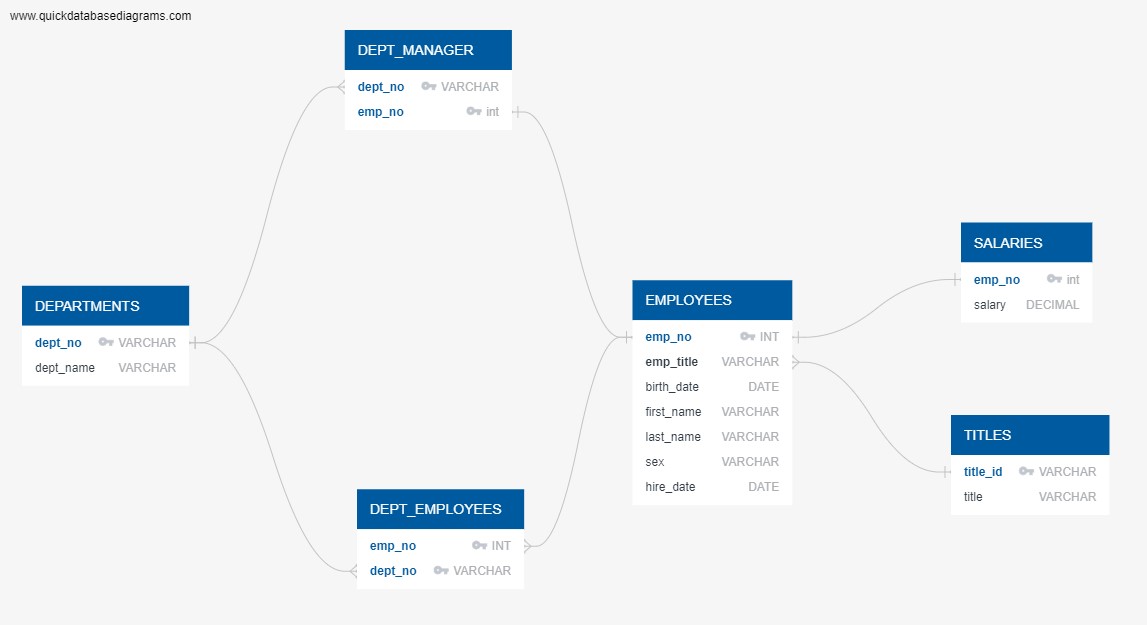 www.quickdatabasediagrams.com
DEPT_MANAGER
dept_no VARCHAR
emp_no int
DEPARTMENTS
dept_no VARCHAR
dept_name VARCHAR
DEPT_EMPLOYEES
emp_no INT
dept_no VARCHAR
EMPLOYEES
emp_no INT
emp_title VARCHAR
birth_date DATE
first_name VARCHAR
last_name VARCHAR
sex VARCHAR
hire_date DATE
SALARIES
emp_no int
salary DECIMAL
TITLES
title_id VARCHAR
title VARCHAR